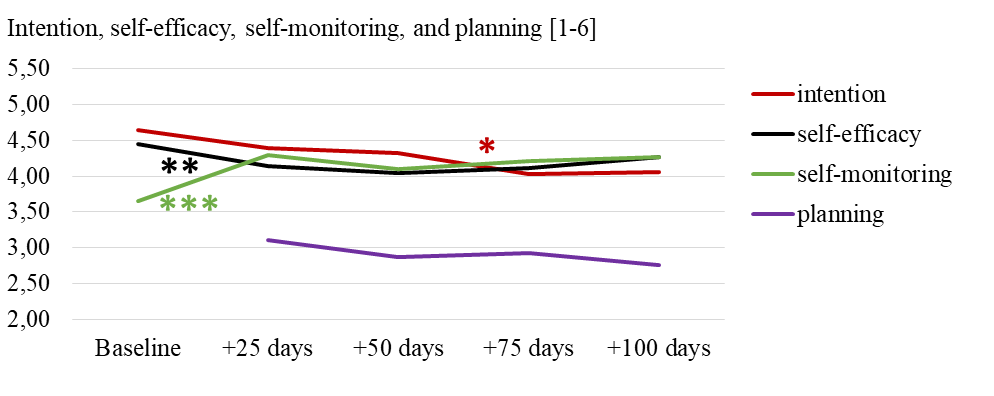 Intention, self-efficacy, self-monitoring, and planning [1-6]
5,50
5,00
4,50
4,00
3,50
3,00
2,50
2,00
*
**
***
Baseline +25 days +50 days +75 days +100 days
intention
self-efficacy
self-monitoring
planning